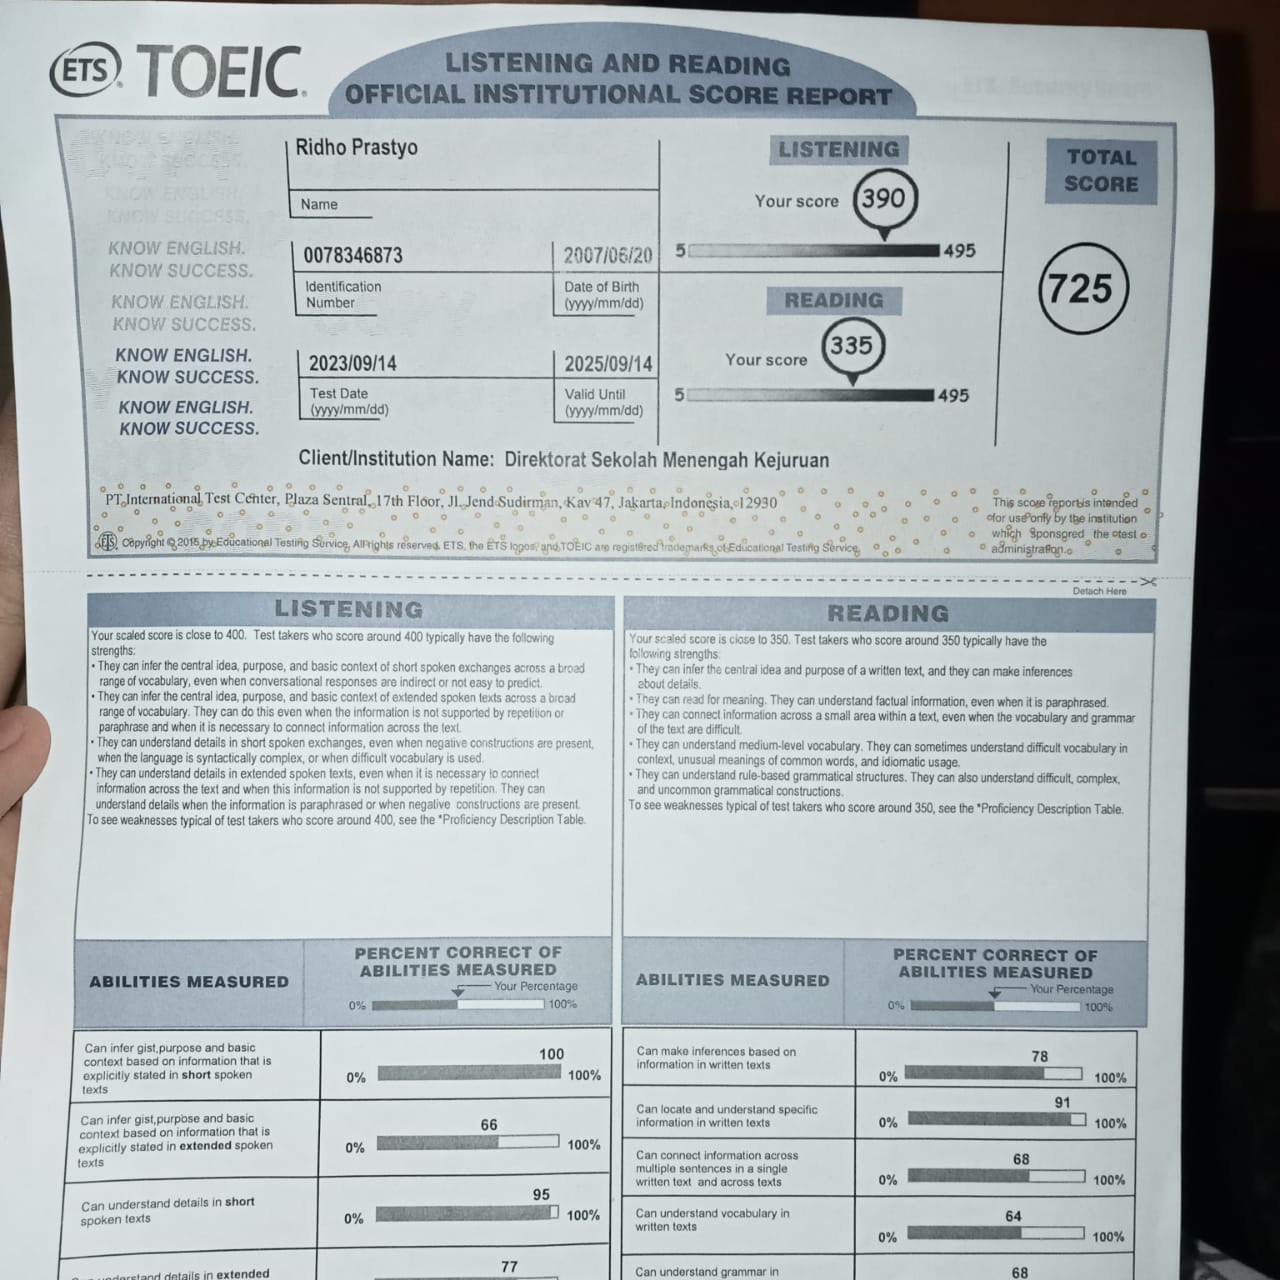 ETS TOEIC.
LISTENING AND READING
OFFICIAL INSTITUTIONAL SCORE REPORT
KNOW ENGLISH.
KNOW SUCCESS.
KNOW ENGLISH.
KNOW SUCCESS.
KNOW ENGLISH.
KNOW SUCCESS.
KNOW ENGLISH.
KNOW SUCCESS.
KNOW ENGLISH.
KNOW SUCCESS.
Ridho Prastyo
Name
0078346873
Identification
Number
2007/06/20
Date of Birth
(yyyy/mm/dd)
2023/09/14
Test Date
(yyyy/mm/dd)
2025/09/14
Valid Until
(yyyy/mm/dd)
LISTENING
Your score 390
5 495
READING
Your score 335
5 495
TOTAL
SCORE
725
Client/Institution Name: Direktorat Sekolah Menengah Kejuruan
PT.International Test Center, Plaza Sentral, 17th Floor, Jl. Jend Sudirman, Kav 47, Jakarta, Indonesia, 12930
ETS Copyright © 2015 by Educational Testing Service. All rights reserved. ETS, the ETS logos, and TOEIC are registered trademarks of Educational Testing Service.
This score report is intended
for use only by the institution
which sponsored the test
administration.
Detach Here
LISTENING
Your scaled score is close to 400. Test takers who score around 400 typically have the following
strengths:
• They can infer the central idea, purpose, and basic context of short spoken exchanges across a broad
range of vocabulary, even when conversational responses are indirect or not easy to predict.
• They can infer the central idea, purpose, and basic context of extended spoken texts across a broad
range of vocabulary. They can do this even when the information is not supported by repetition or
paraphrase and when it is necessary to connect information across the text.
• They can understand details in short spoken exchanges, even when negative constructions are present,
when the language is syntactically complex, or when difficult vocabulary is used.
• They can understand details in extended spoken texts, even when it is necessary to connect
information across the text and when this information is not supported by repetition. They can
understand details when the information is paraphrased or when negative constructions are present.
To see weaknesses typical of test takers who score around 400, see the *Proficiency Description Table.
READING
Your scaled score is close to 350. Test takers who score around 350 typically have the
following strengths:
• They can infer the central idea and purpose of a written text, and they can make inferences
about details.
• They can read for meaning. They can understand factual information, even when it is paraphrased.
• They can connect information across a small area within a text, even when the vocabulary and grammar
of the text are difficult.
• They can understand medium-level vocabulary. They can sometimes understand difficult vocabulary in
context, unusual meanings of common words, and idiomatic usage.
• They can understand rule-based grammatical structures. They can also understand difficult, complex,
and uncommon grammatical constructions.
To see weaknesses typical of test takers who score around 350, see the *Proficiency Description Table.
ABILITIES MEASURED
PERCENT CORRECT OF
ABILITIES MEASURED
Your Percentage
0% 100%
Can infer gist,purpose and basic
context based on information that is
explicitly stated in short spoken
texts
100
0% 100%
Can infer gist,purpose and basic
context based on information that is
explicitly stated in extended spoken
texts
66
0% 100%
Can understand details in short
spoken texts
95
0% 100%
understand details in extended
77
ABILITIES MEASURED
PERCENT CORRECT OF
ABILITIES MEASURED
Your Percentage
0% 100%
Can make inferences based on
information in written texts
78
0% 100%
Can locate and understand specific
information in written texts
91
0% 100%
Can connect information across
multiple sentences in a single
written text and across texts
68
0% 100%
Can understand vocabulary in
written texts
64
0% 100%
Can understand grammar in
68